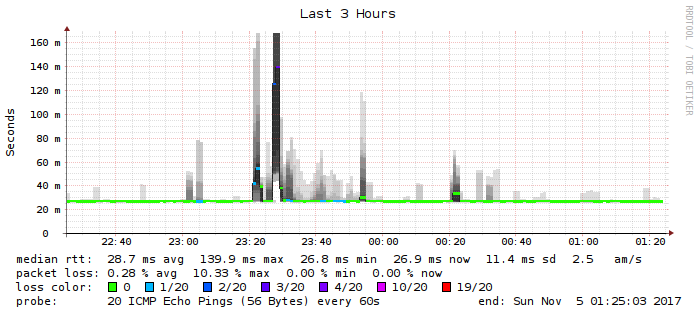 Last 3 Hours
RRDTOOL / TOBI OETIKER
Seconds
160 m
140 m
120 m
100 m
80 m
60 m
40 m
20 m
0
22:40 23:00 23:20 23:40 00:00 00:20 00:40 01:00 01:20
median rtt: 28.7 ms avg 139.9 ms max 26.8 ms min 26.9 ms now 11.4 ms sd 2.5 am/s
packet loss: 0.28 % avg 10.33 % max 0.00 % min 0.00 % now
loss color: 0 1/20 2/20 3/20 4/20 10/20 19/20
probe: 20 ICMP Echo Pings (56 Bytes) every 60s end: Sun Nov 5 01:25:03 2017